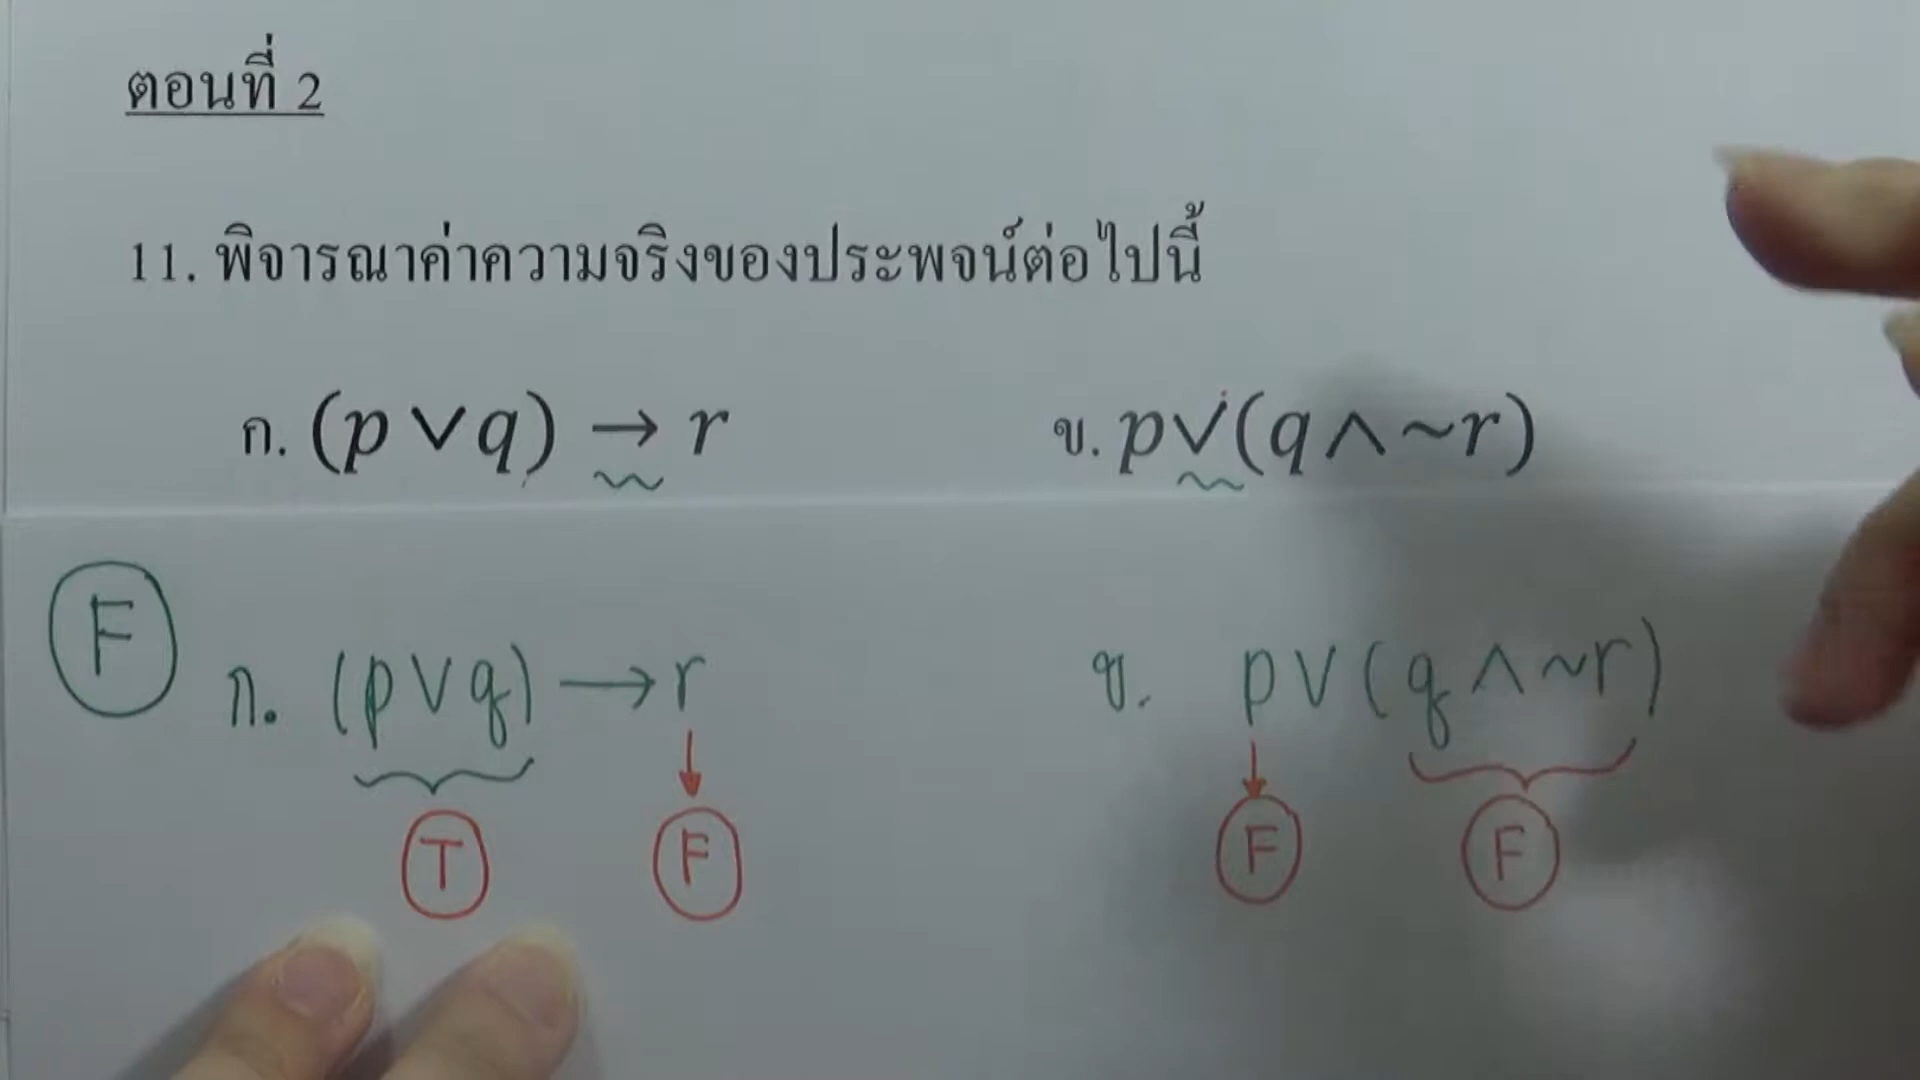 ตอนที่ 2
11. พิจารณาค่าความจริงของประพจน์ต่อไปนี้
ก. (p ∨ q) → r ข. p ∨ (q ∧ ~r)
F
ก. (p ∨ q) → r ข. p ∨ (q ∧ ~r)
T F F F